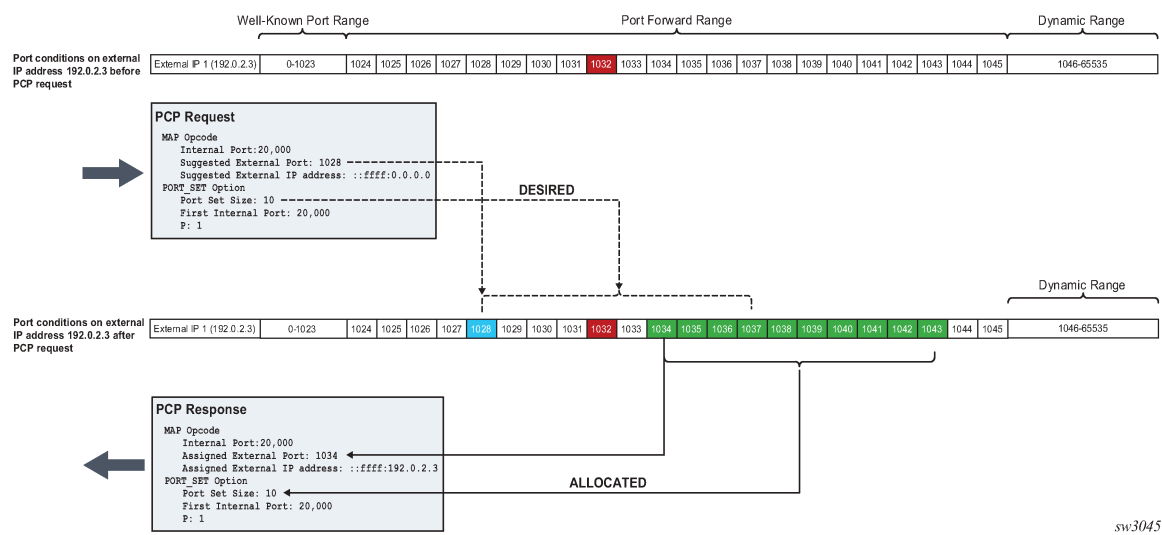 Well-Known Port Range Port Forward Range Dynamic Range
Port conditions on external
IP address 192.0.2.3 before
PCP request
External IP 1 (192.0.2.3) 0-1023 1024 1025 1026 1027 1028 1029 1030 1031 1032 1033 1034 1035 1036 1037 1038 1039 1040 1041 1042 1043 1044 1045 1046-65535
PCP Request
MAP Opcode
Internal Port:20,000
Suggested External Port: 1028
Suggested External IP address: ::ffff:0.0.0.0
PORT_SET Option
Port Set Size: 10
First Internal Port: 20,000
P: 1
DESIRED
Dynamic Range
Port conditions on external
IP address 192.0.2.3 after
PCP request
External IP 1 (192.0.2.3) 0-1023 1024 1025 1026 1027 1028 1029 1030 1031 1032 1033 1034 1035 1036 1037 1038 1039 1040 1041 1042 1043 1044 1045 1046-65535
PCP Response
MAP Opcode
Internal Port:20,000
Assigned External Port: 1034
Assigned External IP address: ::ffff:192.0.2.3
PORT_SET Option
Port Set Size: 10
First Internal Port: 20,000
P: 1
ALLOCATED
sw3045